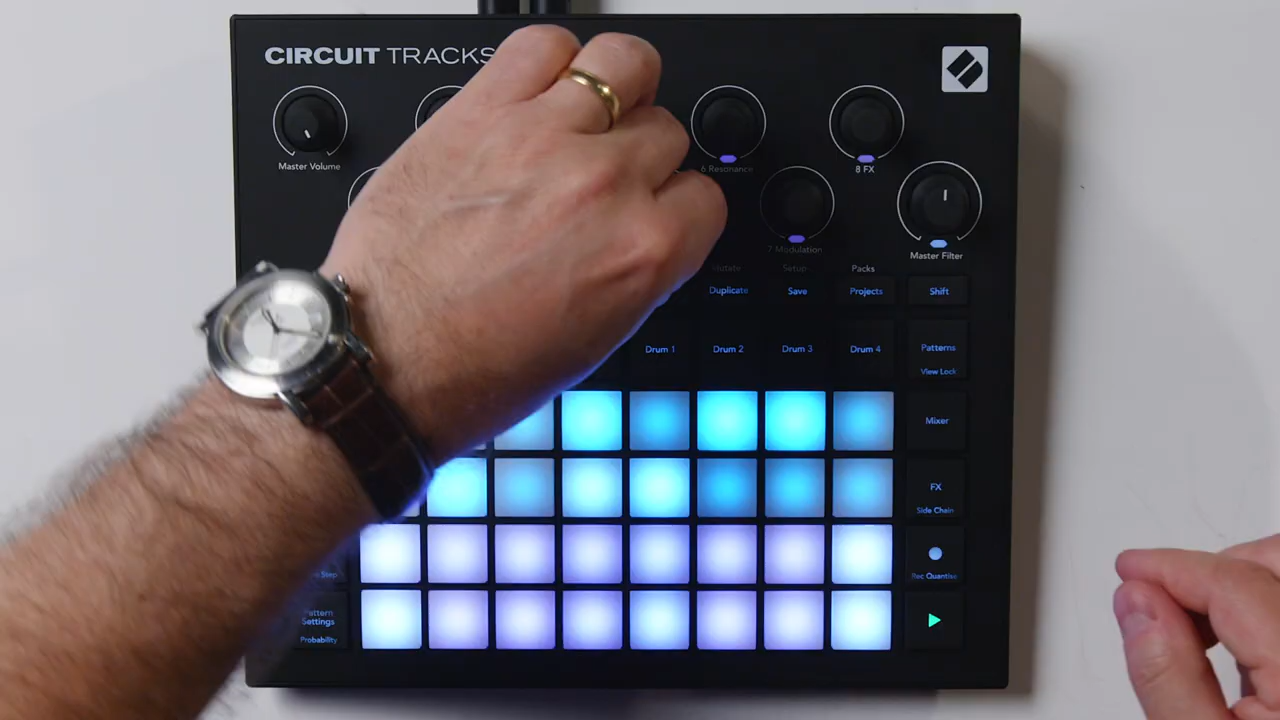 CIRCUIT TRACKS
Master Volume
6 Resonance
8 FX
7 Modulation
Master Filter
Mutate
Setup
Packs
Duplicate
Save
Projects
Shift
Drum 1
Drum 2
Drum 3
Drum 4
Patterns
View Lock
Mixer
FX
Side Chain
Step
Rec Quantise
Pattern
Settings
Probability